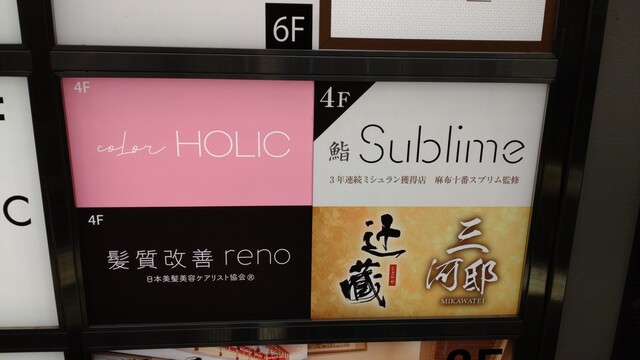 6F
4F
color HOLIC
4F
鮨 Sublime
3年連続ミシュラン獲得店 麻布十番スブリム監修
4F
髪質改善 reno
日本美髪美容ケアリスト協会®
辻蔵
三河邸
MIKAWATEI
C